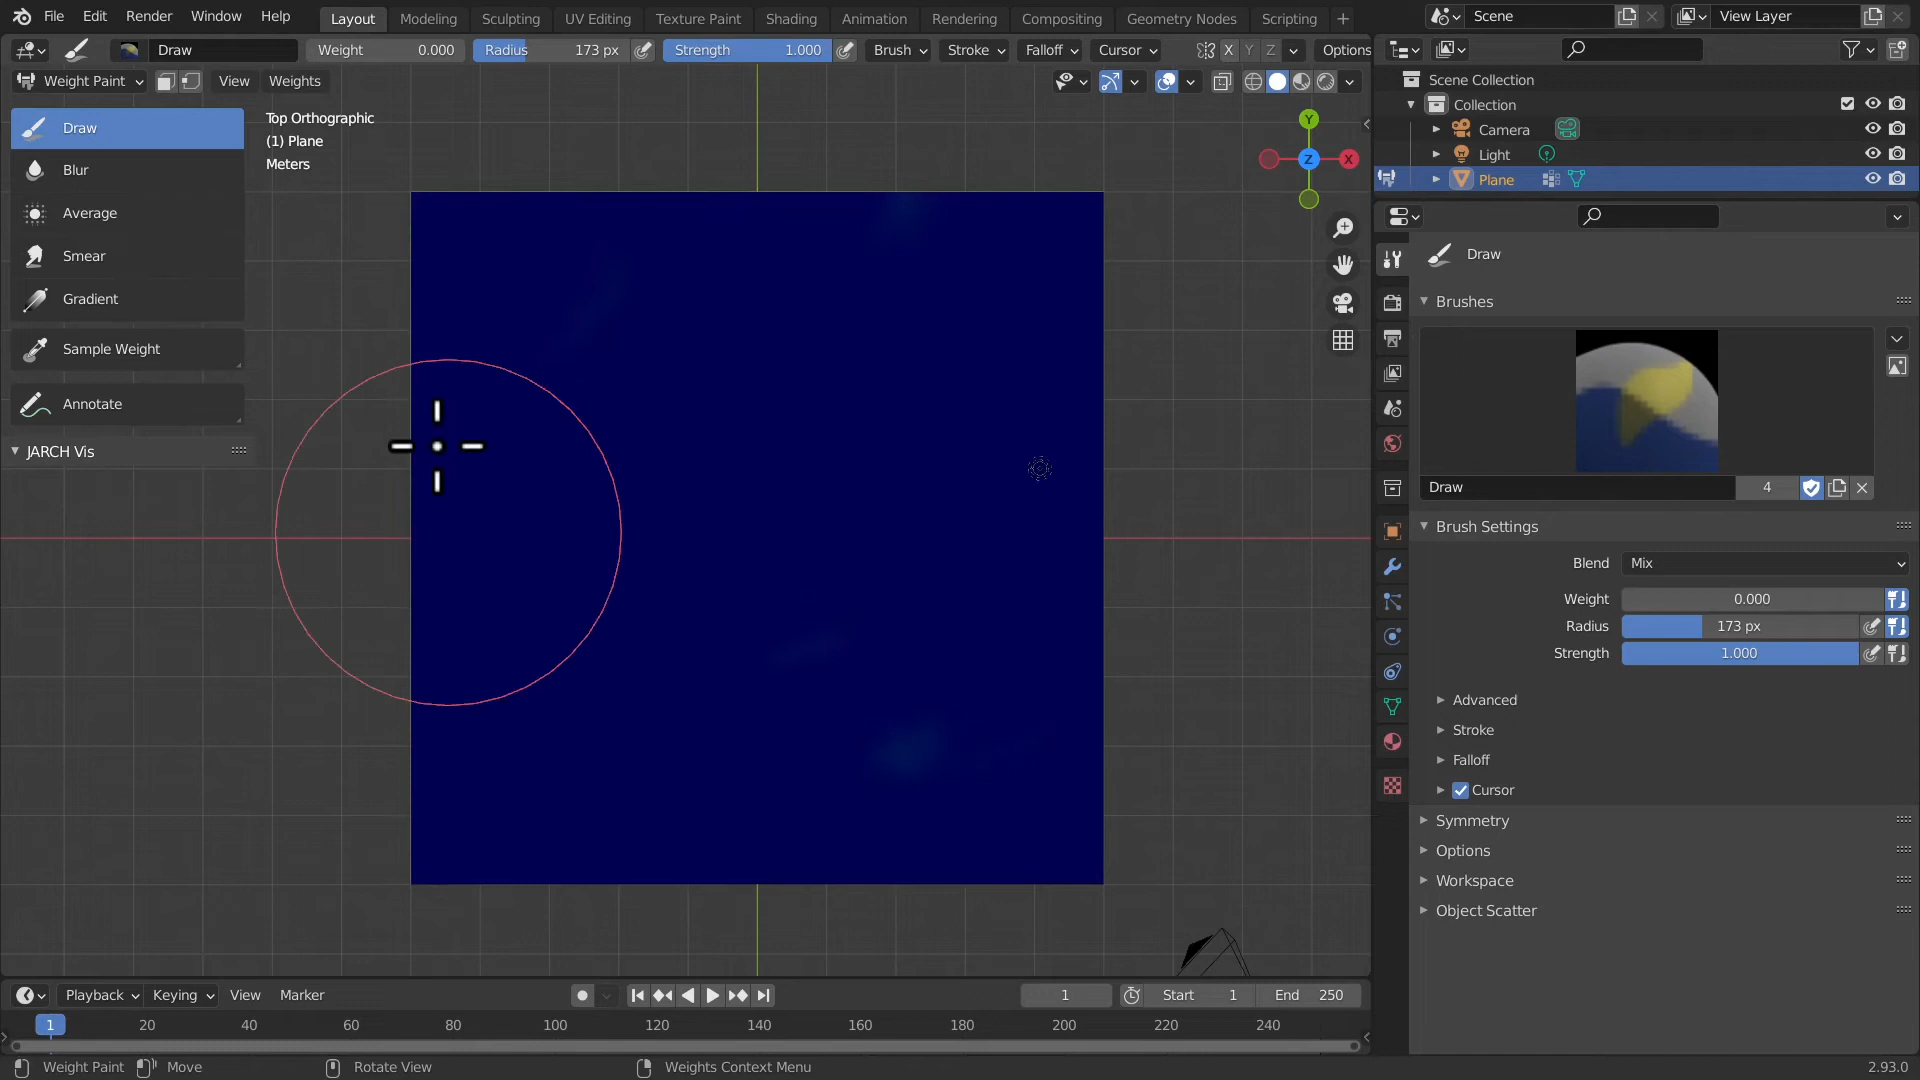 File Edit Render Window Help Layout Modeling Sculpting UV Editing Texture Paint Shading Animation Rendering Compositing Geometry Nodes Scripting + Scene View Layer
Draw Weight 0.000 Radius 173 px Strength 1.000 Brush Stroke Falloff Cursor X Y Z Options
Weight Paint View Weights
Scene Collection
Collection
Camera
Light
Plane
Draw
Blur
Average
Smear
Gradient
Sample Weight
Annotate
JARCH Vis
Top Orthographic
(1) Plane
Meters
Y
Z
X
Draw
Brushes
Draw 4
Brush Settings
Blend Mix
Weight 0.000
Radius 173 px
Strength 1.000
Advanced
Stroke
Falloff
Cursor
Symmetry
Options
Workspace
Object Scatter
Playback Keying View Marker 1 Start 1 End 250
1 20 40 60 80 100 120 140 160 180 200 220 240
Weight Paint Move Rotate View Weights Context Menu 2.93.0